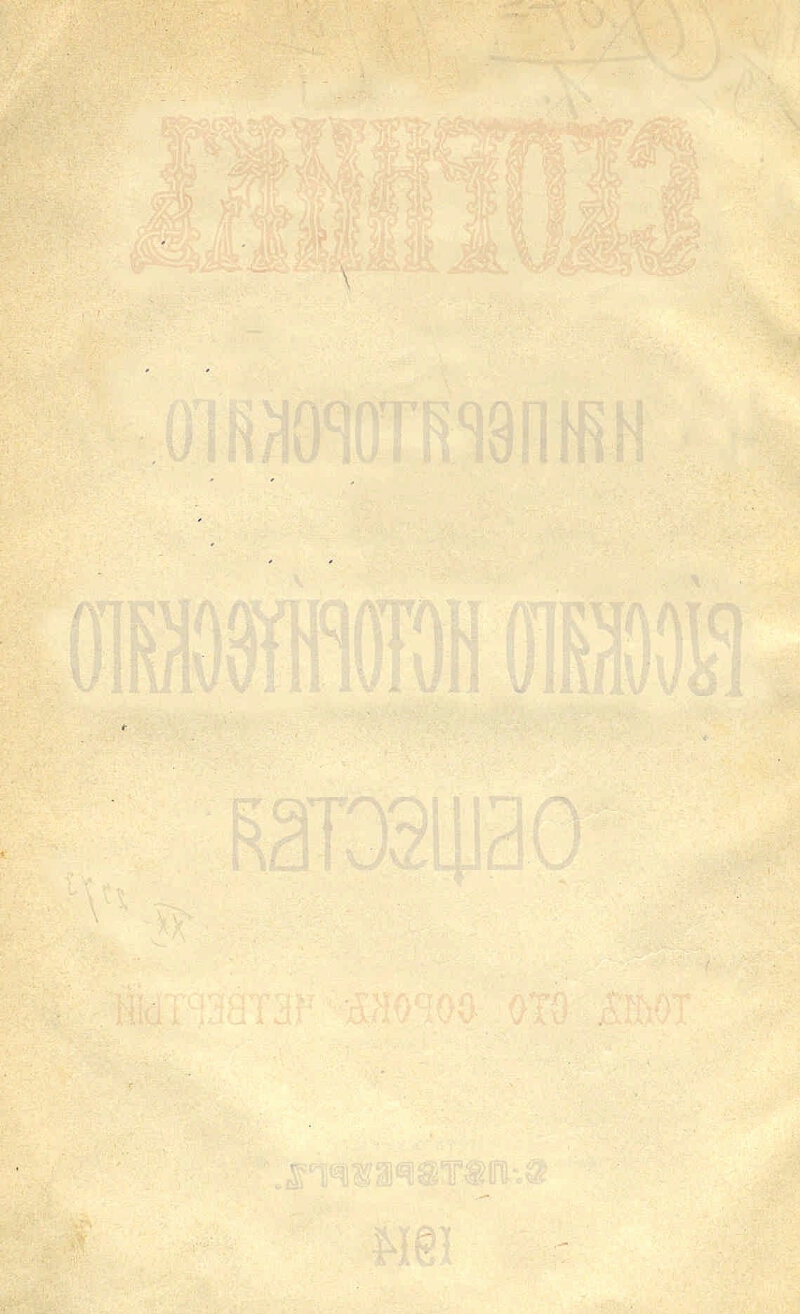 СБОРНИКЪ
ИМПЕРАТОРСКАГО
РУССКАГО ИСТОРИЧЕСКАГО
ОБЩЕСТВА
ТОМЪ СТО СОРОКЪ ЧЕТВЕРТЫЙ
С.-ПЕТЕРБУРГЪ.
1914